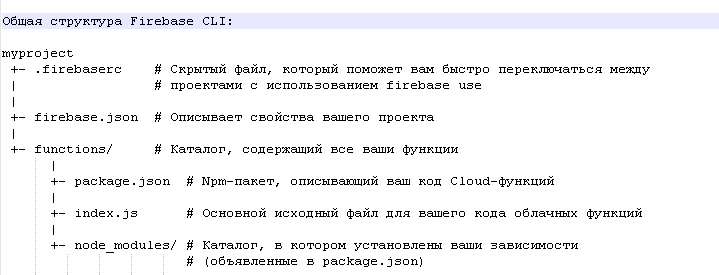 Общая структура Firebase CLI:
myproject
+- .firebaserc # Скрытый файл, который поможет вам быстро переключаться между
| # проектами с использованием firebase use
|
+- firebase.json # Описывает свойства вашего проекта
|
+- functions/ # Каталог, содержащий все ваши функции
|
+- package.json # Npm-пакет, описывающий ваш код Cloud-функций
|
+- index.js # Основной исходный файл для вашего кода облачных функций
|
+- node_modules/ # Каталог, в котором установлены ваши зависимости
# (объявленные в package.json)